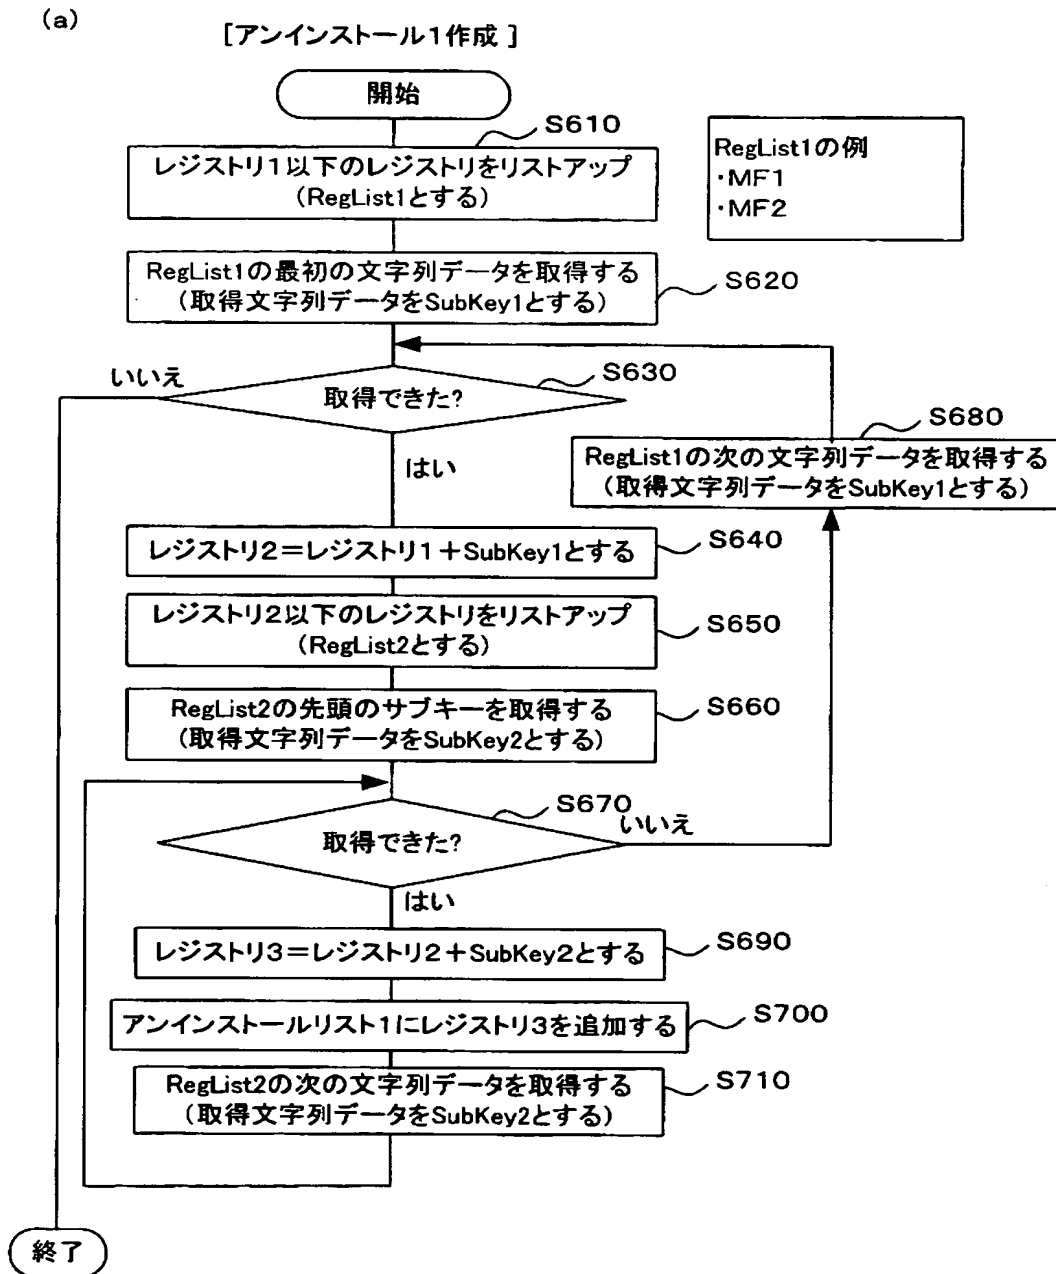 (a)
[アンインストール1作成 ]
開始
S610
レジストリ1以下のレジストリをリストアップ
(RegList1とする)
RegList1の例
・MF1
・MF2
RegList1の最初の文字列データを取得する
(取得文字列データをSubKey1とする)
S620
いいえ
取得できた?
S630
はい
S680
RegList1の次の文字列データを取得する
(取得文字列データをSubKey1とする)
レジストリ2=レジストリ1+SubKey1とする
S640
レジストリ2以下のレジストリをリストアップ
(RegList2とする)
S650
RegList2の先頭のサブキーを取得する
(取得文字列データをSubKey2とする)
S660
取得できた?
S670
いいえ
はい
レジストリ3=レジストリ2+SubKey2とする
S690
アンインストールリスト1にレジストリ3を追加する
S700
RegList2の次の文字列データを取得する
(取得文字列データをSubKey2とする)
S710
終了